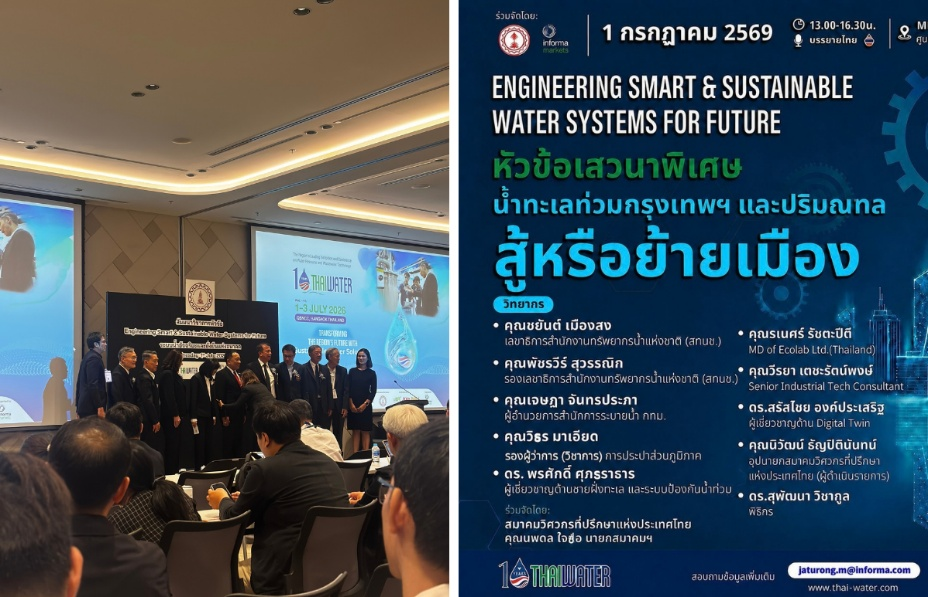 10 THAIWATER
1-3 JULY 2026
Engineering Smart & Sustainable Water Systems for Future
ร่วมจัดโดย:
informa
markets
1 กรกฎาคม 2569
13.00-16.30น.
บรรยายไทย
ENGINEERING SMART & SUSTAINABLE
WATER SYSTEMS FOR FUTURE
หัวข้อเสวนาพิเศษ
น้ำทะเลท่วมกรุงเทพฯ และปริมณฑล
สู้หรือย้ายเมือง
วิทยากร
• คุณชยันต์ เมืองสง
เลขาธิการสำนักงานทรัพยากรน้ำแห่งชาติ (สทนช.)
• คุณพัชรวีร์ สุวรรณิก
รองเลขาธิการสำนักงานทรัพยากรน้ำแห่งชาติ (สทนช.)
• คุณเจษฎา จันทรประภา
ผู้อำนวยการสำนักการระบายน้ำ กทม.
• คุณวิธร มาเอียด
รองผู้ว่าการ (วิชาการ) การประปาส่วนภูมิภาค
• ดร. พรศักดิ์ ศุภธราธาร
ผู้เชี่ยวชาญด้านชายฝั่งทะเล และระบบป้องกันน้ำท่วม
• คุณรเนศร์ รัชตะปีติ
MD of Ecolab Ltd.(Thailand)
• คุณวีรยา เตชะรัตน์พงษ์
Senior Industrial Tech Consultant
• ดร.สรัสไชย องค์ประเสริฐ
ผู้เชี่ยวชาญด้าน Digital Twin
• คุณนิวัฒน์ ธัญปิตินันทน์
อุปนายกสมาคมวิศวกรที่ปรึกษา
แห่งประเทศไทย (ผู้ดำเนินรายการ)
• ดร.สุพัฒนา วิชากูล
พิธีกร
ร่วมจัดโดย:
สมาคมวิศวกรที่ปรึกษาแห่งประเทศไทย
คุณนพดล ใจซื่อ นายกสมาคมฯ
10 THAIWATER
สอบถามข้อมูลเพิ่มเติม
jaturong.m@informa.com
www.thai-water.com